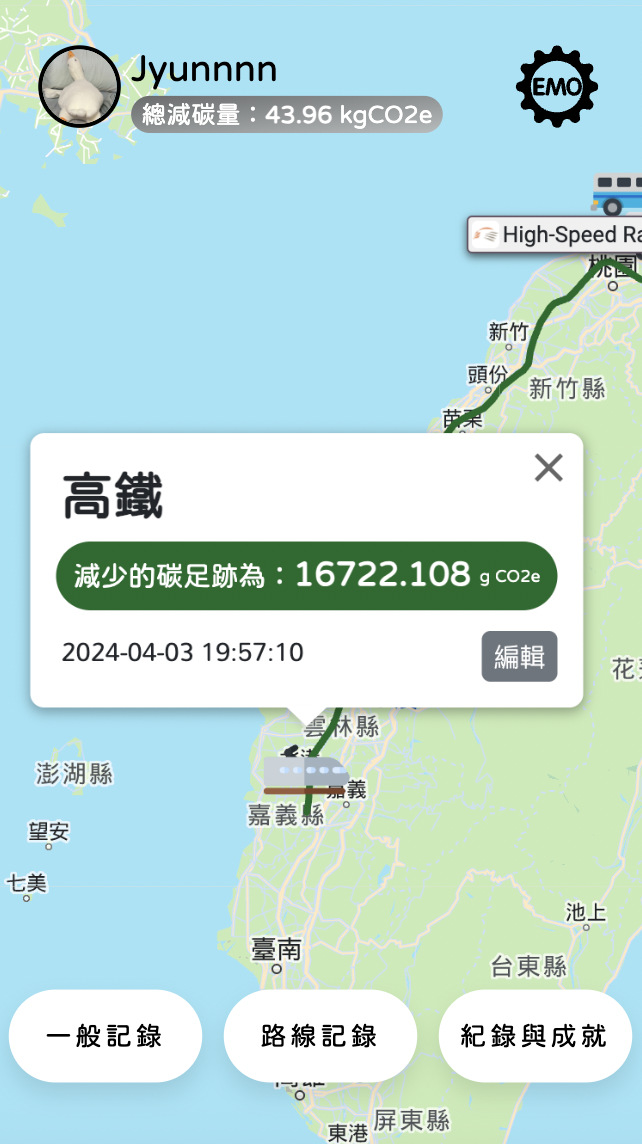 Jyunnnn
總減碳量：43.96 kgCO2e
EMO
High-Speed Ra
桃園
新竹
頭份
新竹縣
苗栗
高鐵
減少的碳足跡為：16722.108 g CO2e
2024-04-03 19:57:10
編輯
花
雲林縣
澎湖縣
嘉義
嘉義縣
望安
七美
池上
臺南
台東縣
一般記錄
路線記錄
紀錄與成就
高雄
東港
屏東縣